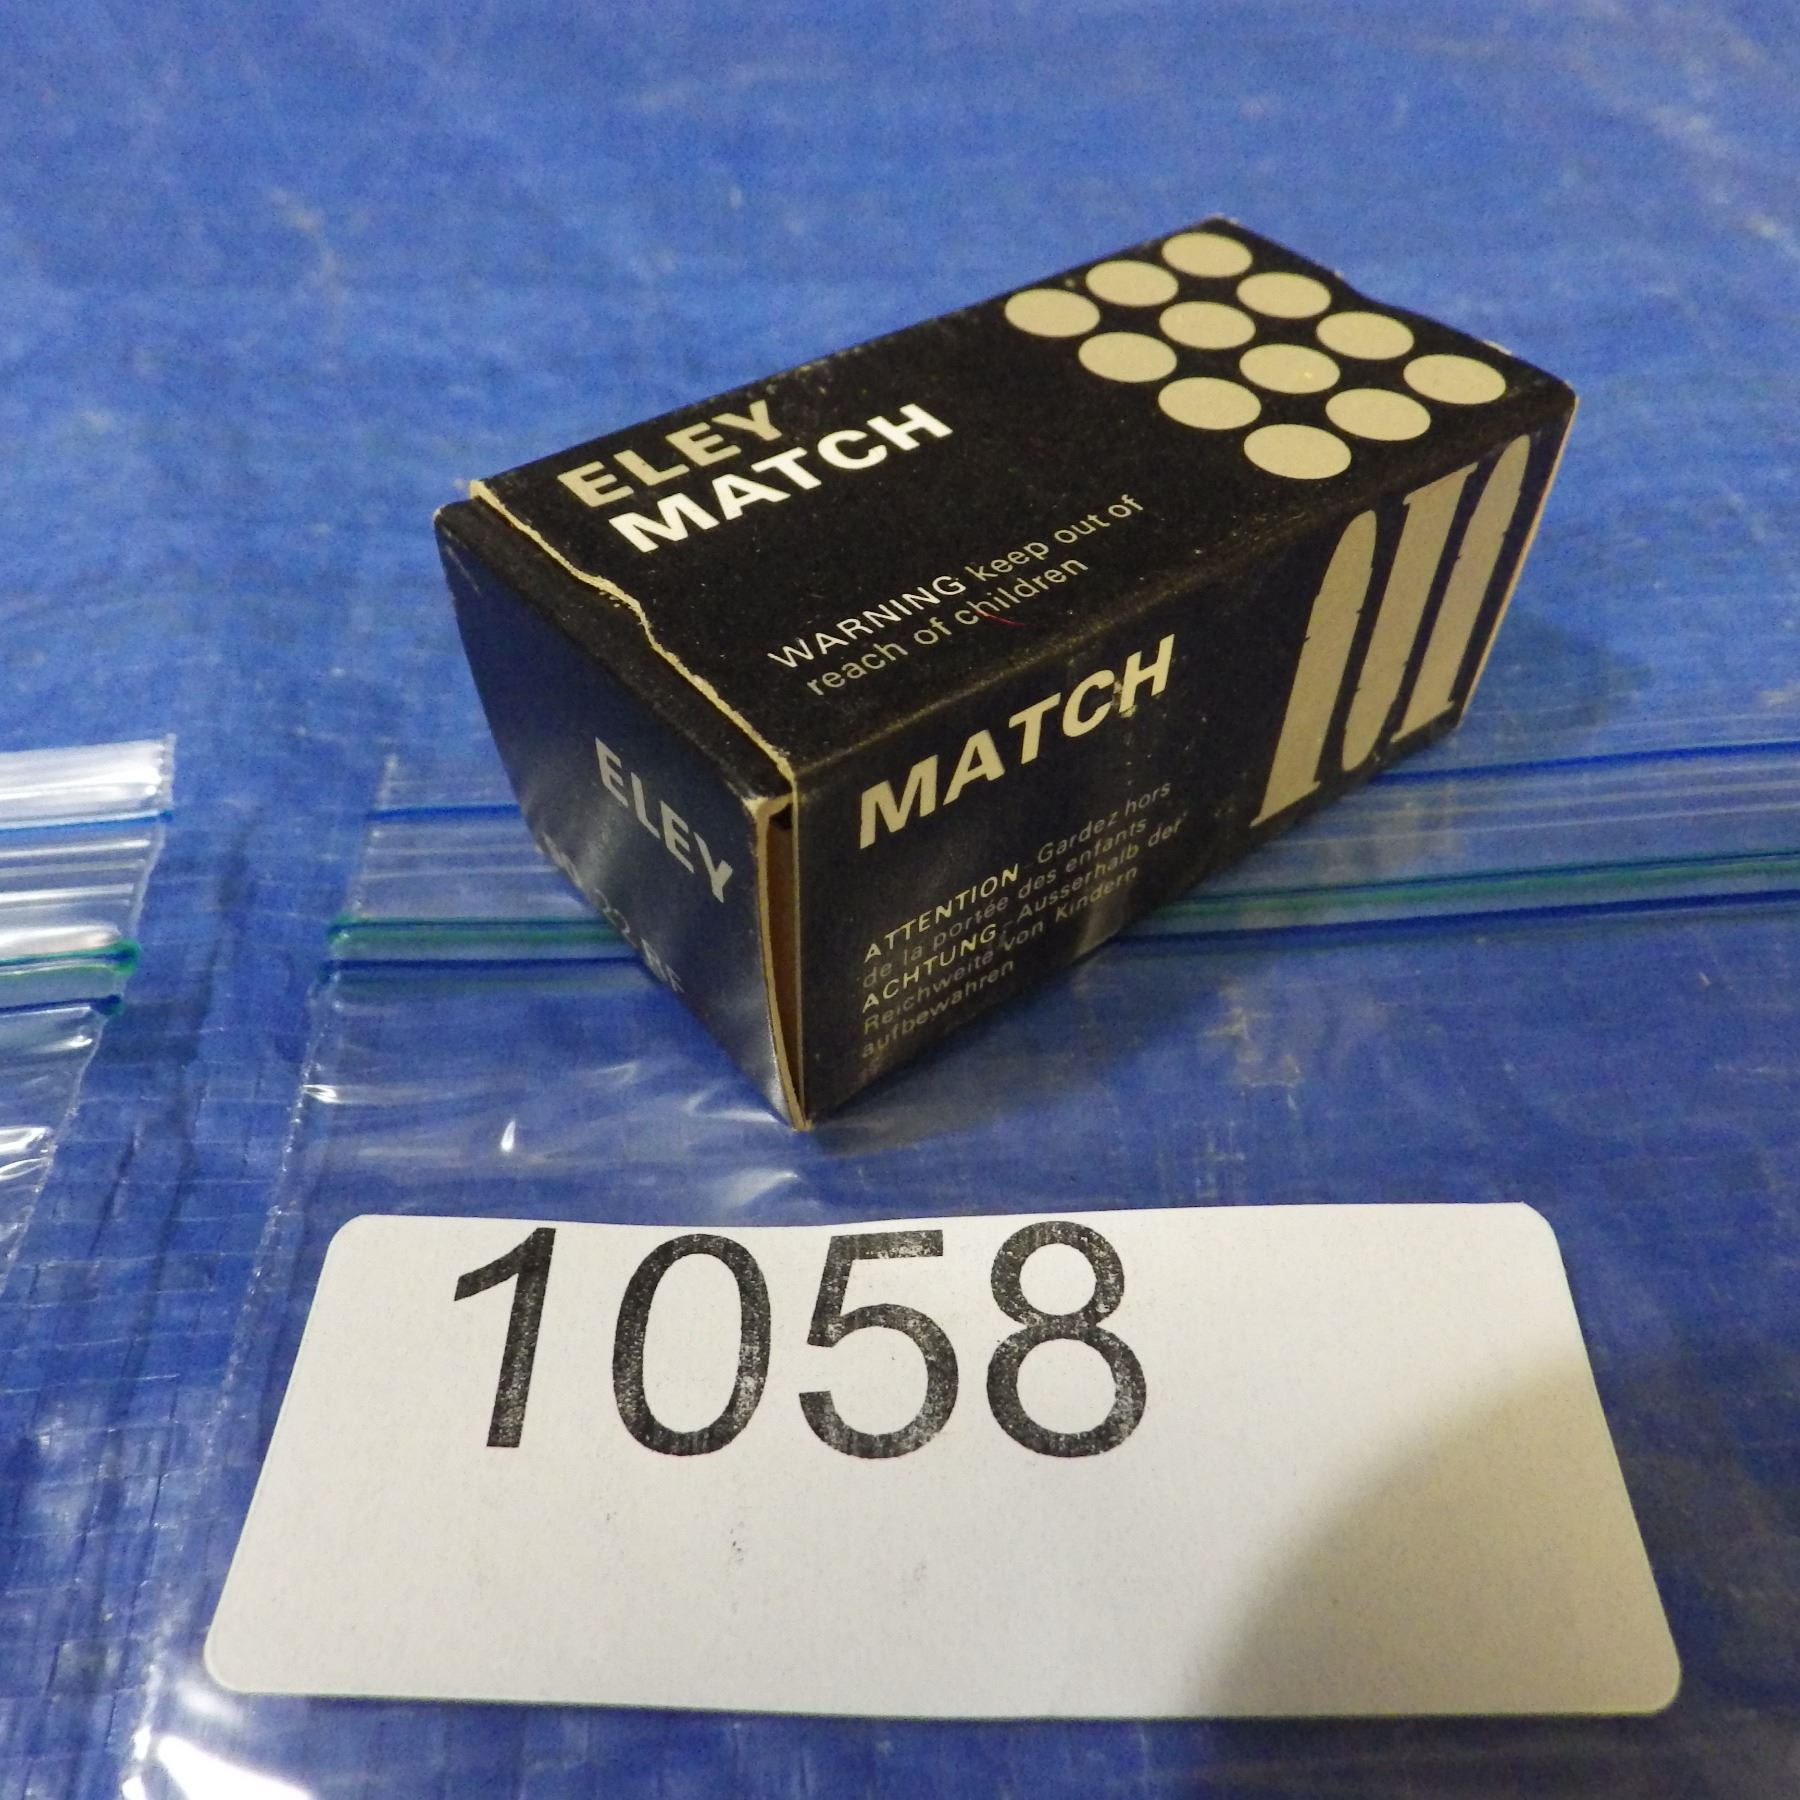 ELEY
MATCH
WARNING keep out of
reach of children
MATCH
ATTENTION-Gardez hors
de la portée des enfants
ACHTUNG-Ausserhalb der
Reichweite von Kindern
aufbewahren
ELEY
1058